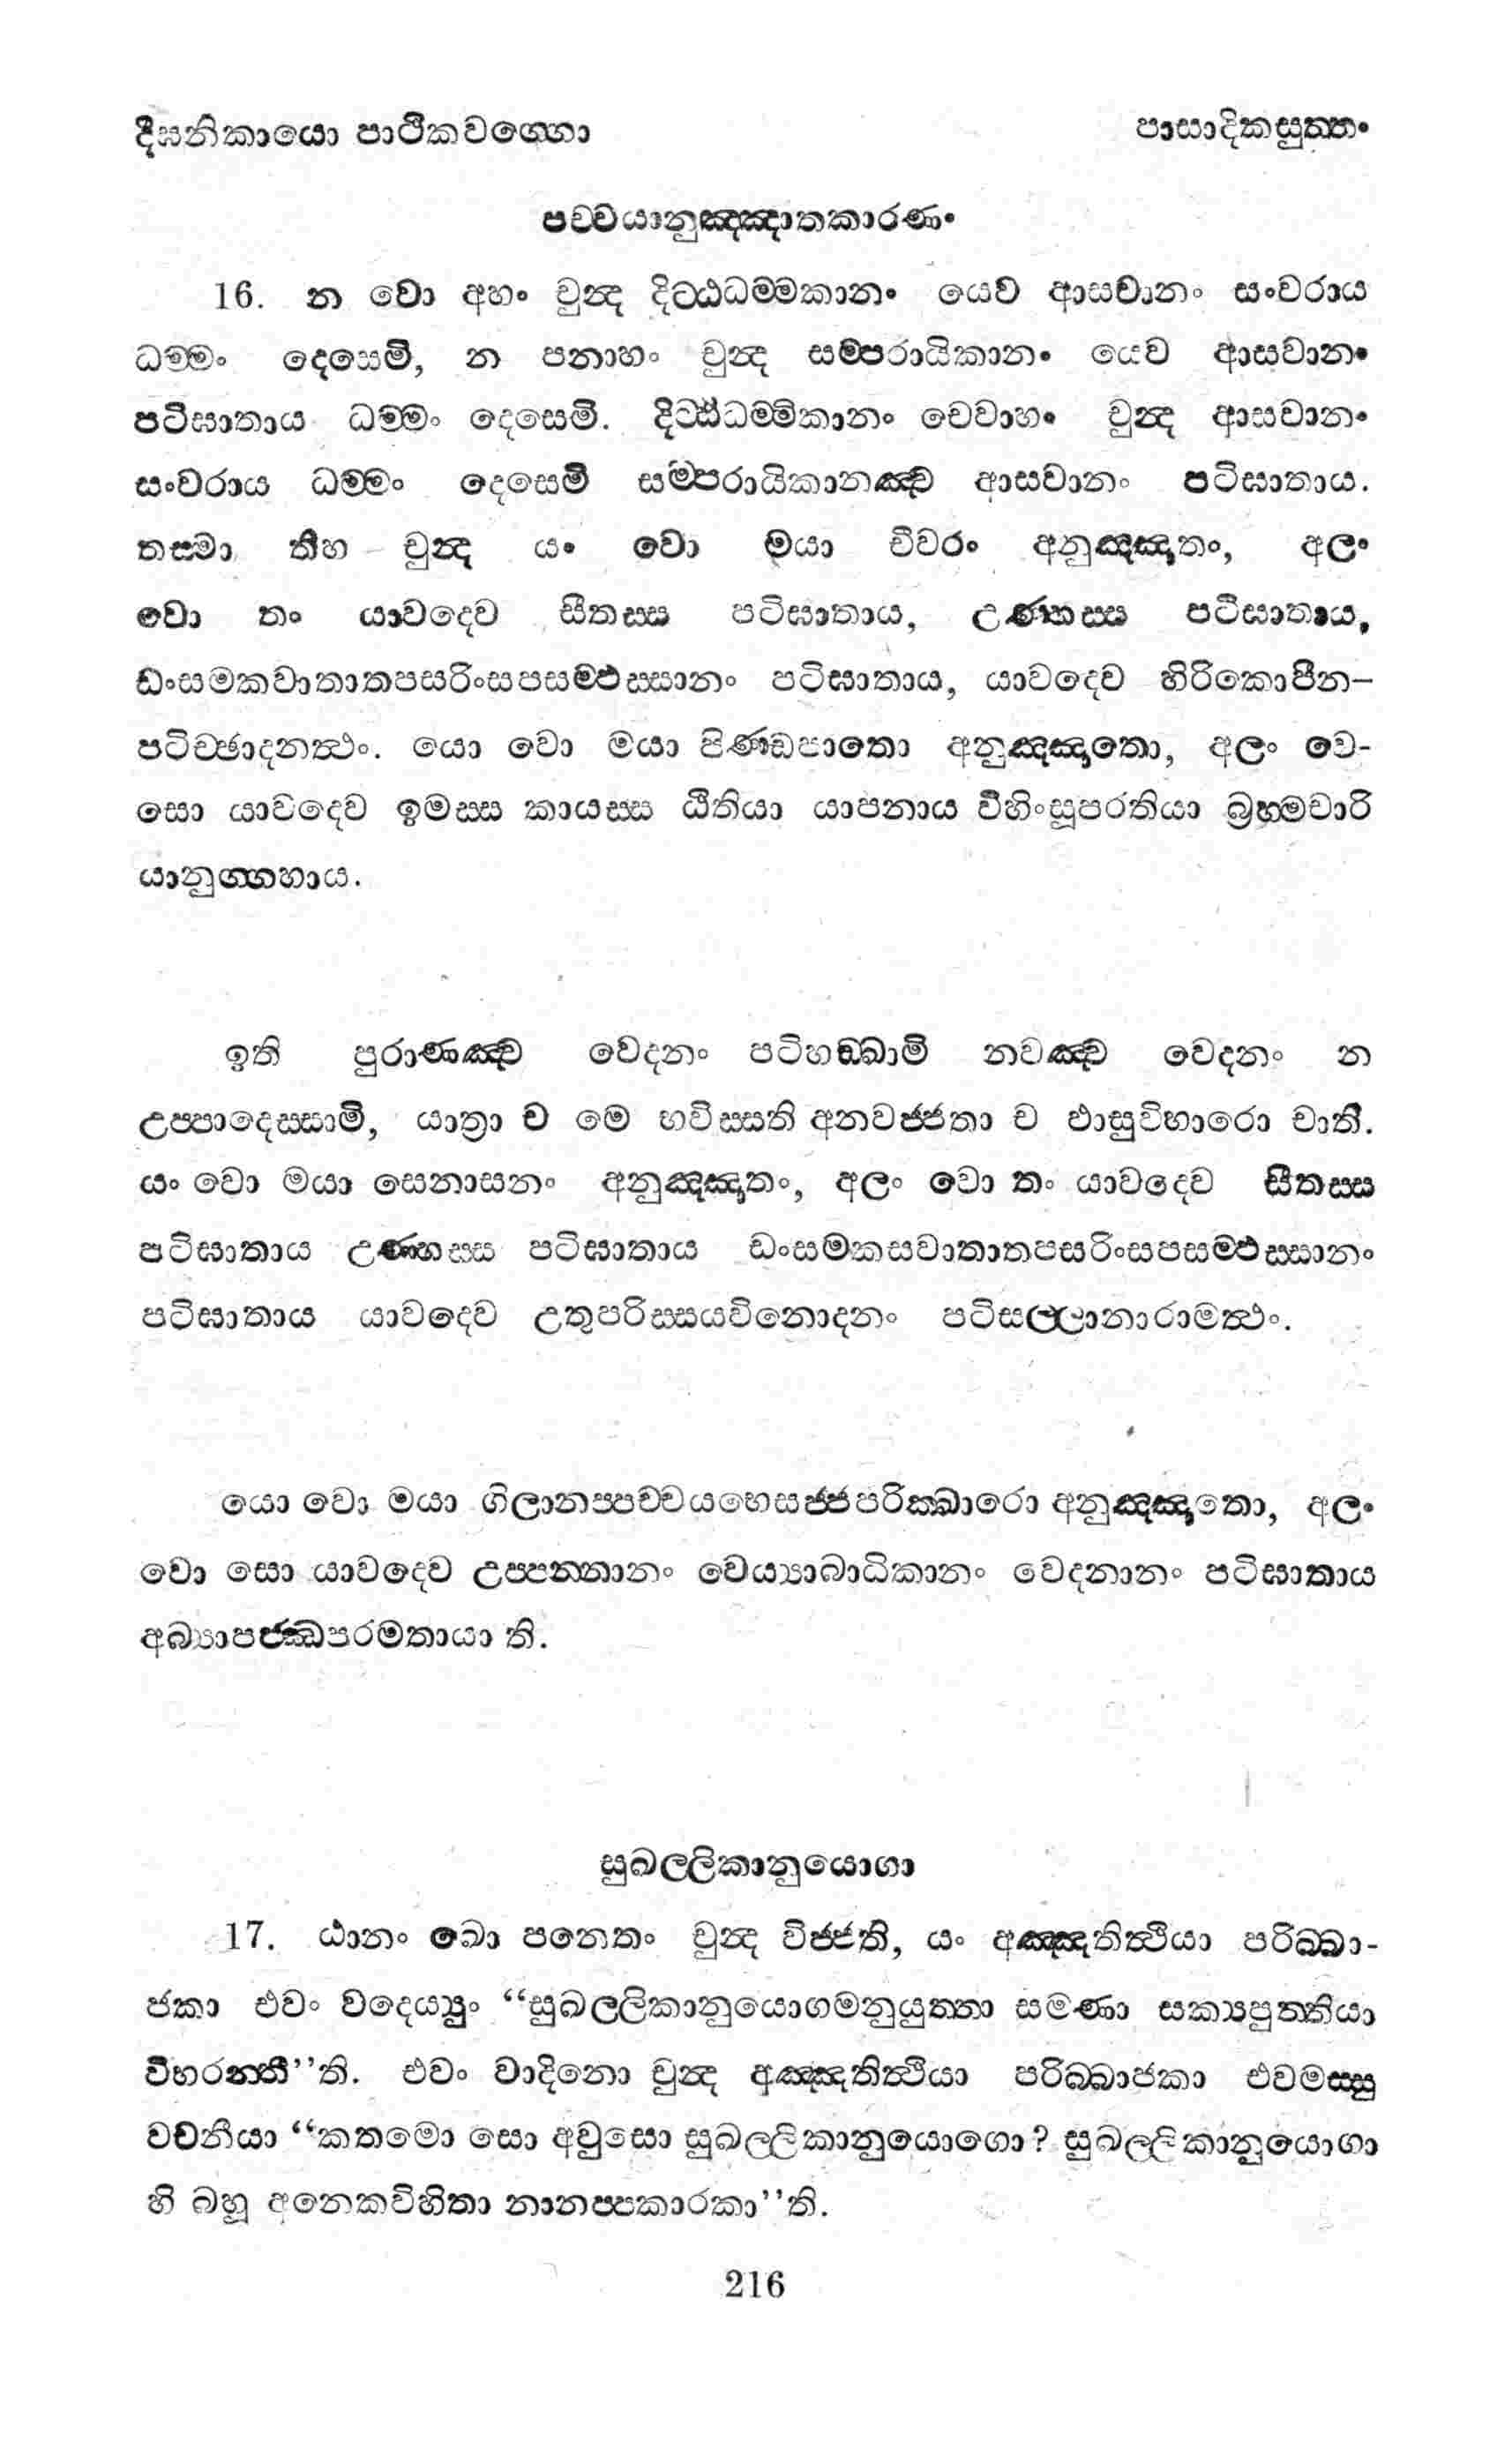 දීඝනිකායො පාථිකවග්ගො
පාසාදිකසුත්තං
පච්චයානුඤ්ඤාතකාරණං
16. න වො අහං චුන්ද දිට්ඨධම්මකානං යෙව ආසවානං සංවරාය
ධම්මං දෙසෙමි, න පනාහං චුන්ද සම්පරායිකානං යෙව ආසවානං
පටිඝාතාය ධම්මං දෙසෙමි. දිට්ඨධම්මිකානං චෙවාහං චුන්ද ආසවානං
සංවරාය ධම්මං දෙසෙමි සම්පරායිකානඤ්ච ආසවානං පටිඝාතාය.
තස්මා තිහ චුන්ද යං වො මයා චීවරං අනුඤ්ඤාතං, අලං
වො තං යාවදෙව සීතස්ස පටිඝාතාය, උණ්හස්ස පටිඝාතාය,
ඩංසමකවාතාතපසරිංසපසම්ඵස්සානං පටිඝාතාය, යාවදෙව හිරිකොපීන-
පටිච්ඡාදනත්ථං. යො වො මයා පිණ්ඩපාතො අනුඤ්ඤාතො, අලං වෙ-
සො යාවදෙව ඉමස්ස කායස්ස ඨිතියා යාපනාය විහිංසූපරතියා බ්‍රහ්මචාරි
යානුග්ගහාය.
ඉති පුරාණඤ්ච වෙදනං පටිහඞ්ඛාමි නවඤ්ච වෙදනං න
උප්පාදෙස්සාමි, යාත්‍රා ච මෙ භවිස්සති අනවජ්ජතා ච ඵාසුවිහාරො චාති.
යං වො මයා සෙනාසනං අනුඤ්ඤාතං, අලං වො තං යාවදෙව සීතස්ස
පටිඝාතාය උණ්හස්ස පටිඝාතාය ඩංසමකසවාතාතපසරිංසපසම්ඵස්සානං
පටිඝාතාය යාවදෙව උතුපරිස්සයවිනොදනං පටිසල්ලානාරාමත්ථං.
යො වො මයා ගිලානප්පච්චයභෙසජ්ජපරික්ඛාරො අනුඤ්ඤාතො, අලං
වො සො යාවදෙව උප්පන්නානං වෙය්‍යාබාධිකානං වෙදනානං පටිඝාතාය
අබ්‍යාපජ්ඣපරමතායා ති.
සුඛල්ලිකානුයොගා
17. ඨානං ඛො පනෙතං චුන්ද විජ්ජති, යං අඤ්ඤතිත්ථියා පරිබ්බා-
ජකා එවං වදෙය්‍යුං “සුඛල්ලිකානුයොගමනුයුත්තා සමණා සක්‍යපුත්තියා
විහරන්තී’’ති. එවං වාදිනො චුන්ද අඤ්ඤතිත්ථියා පරිබ්බාජකා එවමස්සු
වචනීයා “කතමො සො අවුසො සුඛල්ලිකානුයොගො? සුඛල්ලිකානුයොගා
හි බහූ අනෙකවිහිතා නානප්පකාරකා’’ති.
216